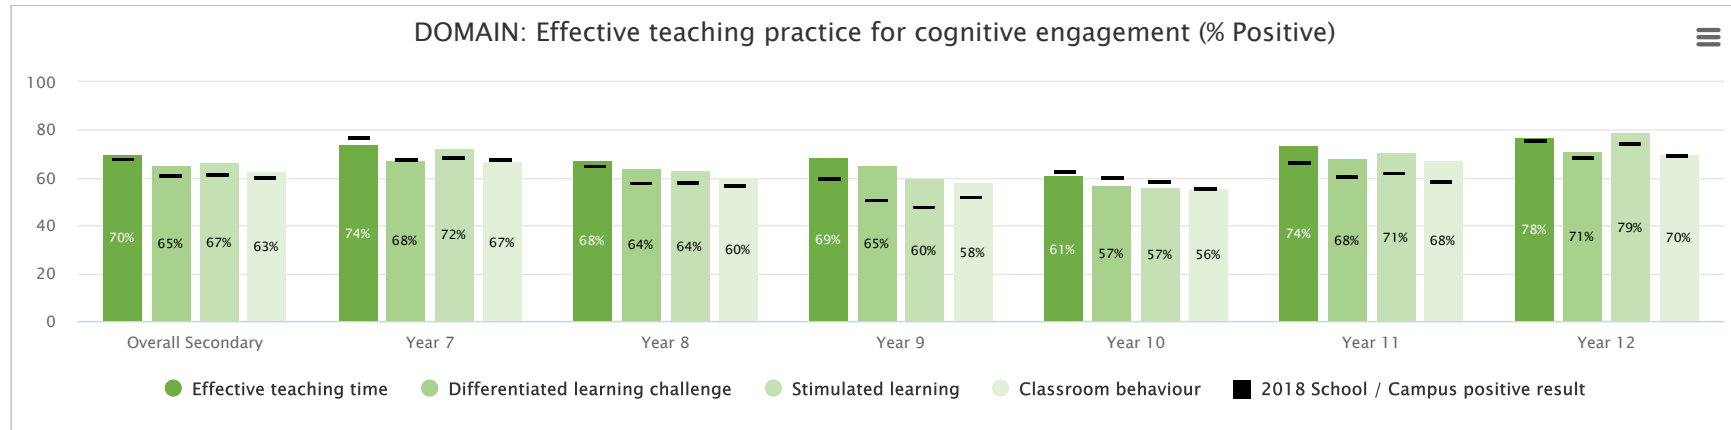 DOMAIN: Effective teaching practice for cognitive engagement (% Positive)
100
80
60
40
20
0
70% 65% 67% 63% 74% 68% 72% 67% 68% 64% 64% 60% 69% 65% 60% 58% 61% 57% 57% 56% 74% 68% 71% 68% 78% 71% 79% 70%
Overall Secondary Year 7 Year 8 Year 9 Year 10 Year 11 Year 12
Effective teaching time Differentiated learning challenge Stimulated learning Classroom behaviour 2018 School / Campus positive result